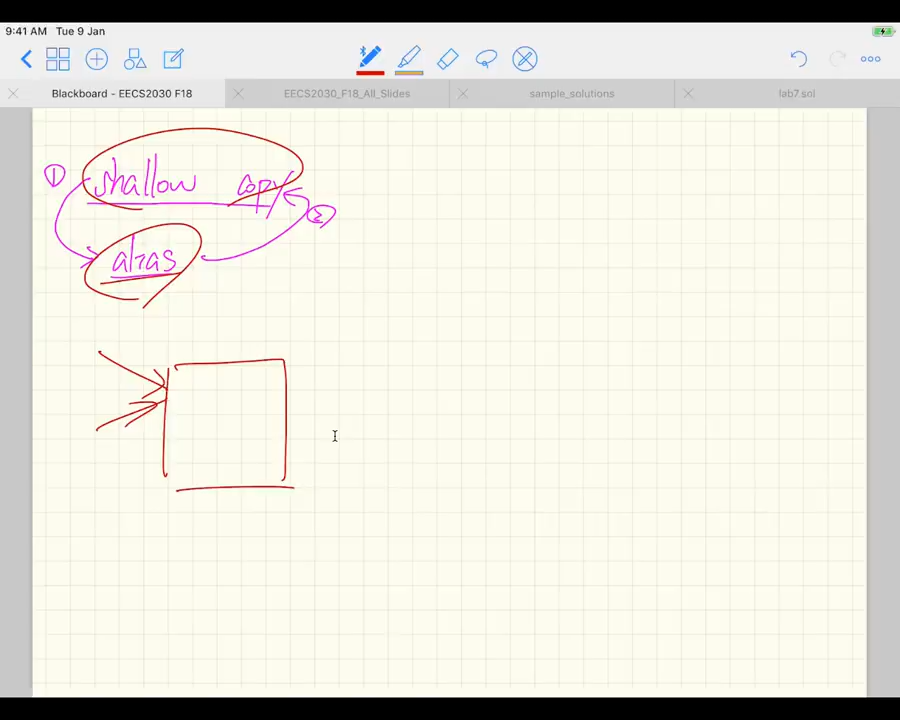 9:41 AM Tue 9 Jan
Blackboard - EECS2030 F18 EECS2030_F18_All_Slides sample_solutions lab7.sol
① shallow copy
②
alias